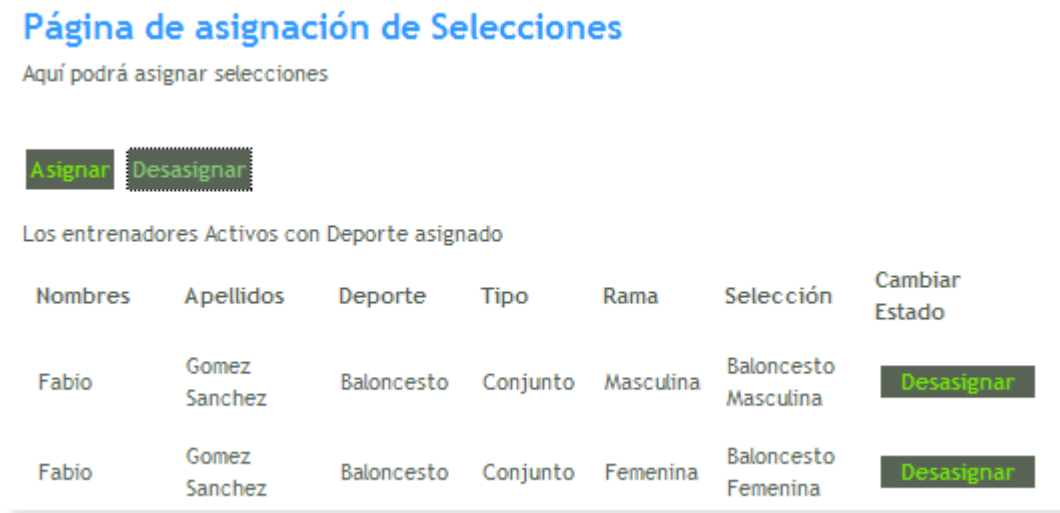 Página de asignación de Selecciones
Aquí podrá asignar selecciones
Asignar Desasignar
Los entrenadores Activos con Deporte asignado
Nombres Apellidos Deporte Tipo Rama Selección Cambiar Estado
Fabio Gomez Sanchez Baloncesto Conjunto Masculina Baloncesto Masculina Desasignar
Fabio Gomez Sanchez Baloncesto Conjunto Femenina Baloncesto Femenina Desasignar